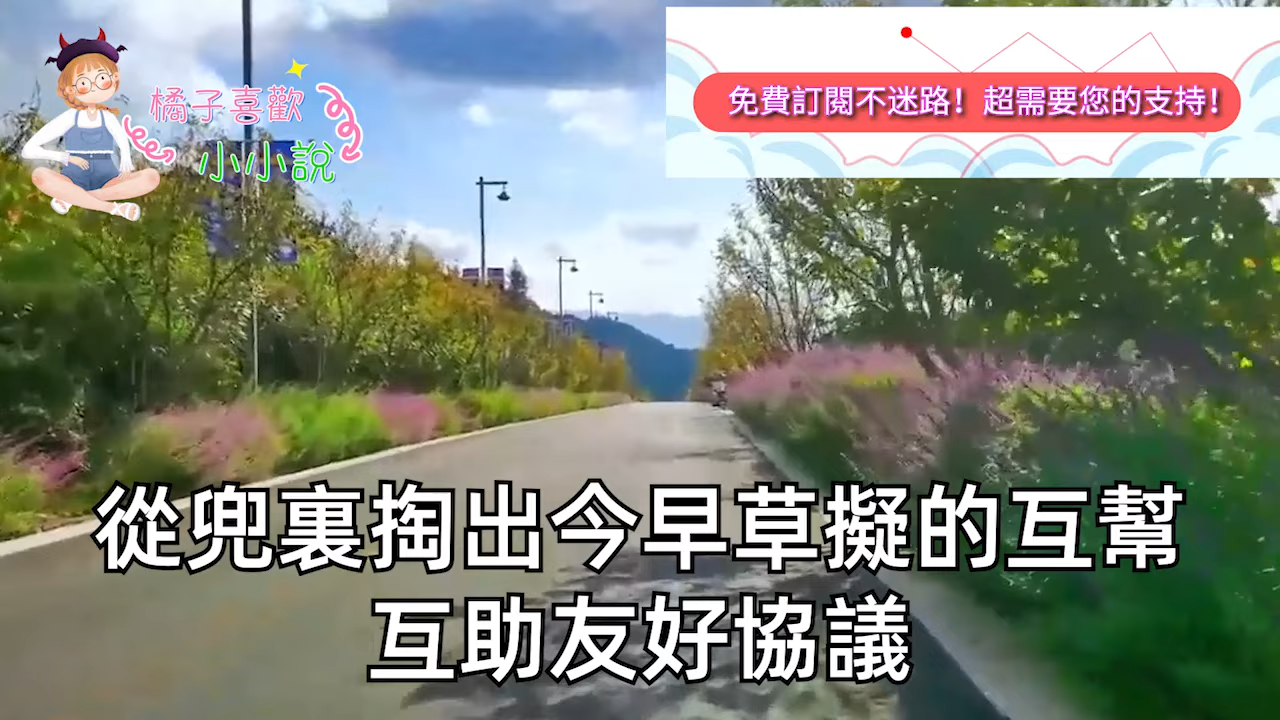 橘子喜歡
小小說
免費訂閱不迷路！超需要您的支持！
從兜裏掏出今早草擬的互幫
互助友好協議